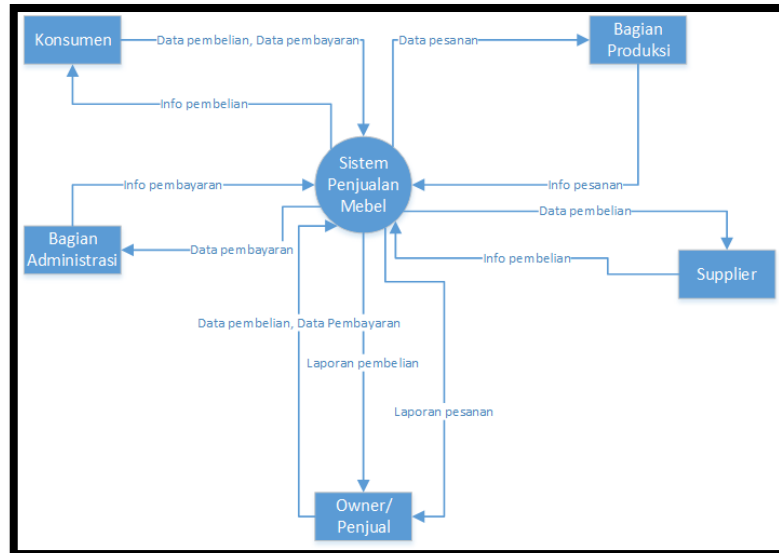 Konsumen
Data pembelian, Data pembayaran
Data pesanan
Bagian
Produksi
Info pembelian
Sistem
Penjualan
Mebel
Info pembayaran
Info pesanan
Data pembelian
Bagian
Administrasi
Data pembayaran
Info pembelian
Supplier
Data pembelian, Data Pembayaran
Laporan pembelian
Laporan pesanan
Owner/
Penjual